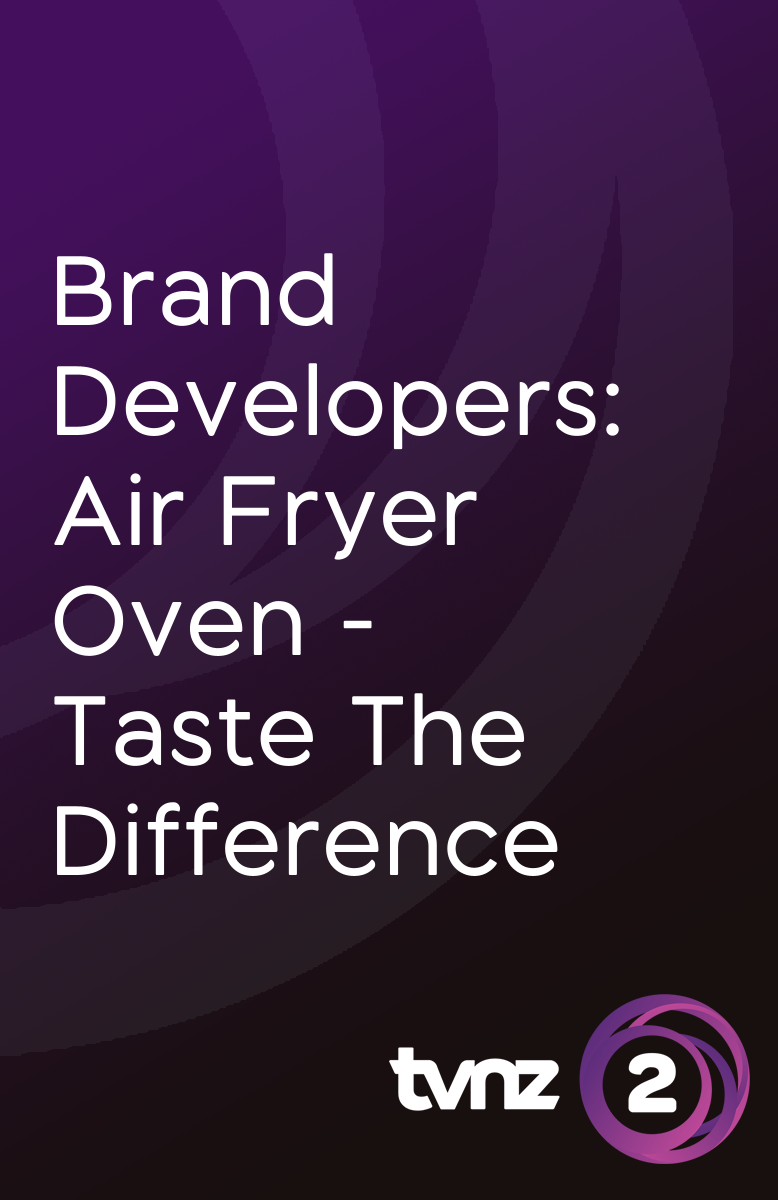 Brand
Developers:
Air Fryer
Oven -
Taste The
Difference
tvnz 2